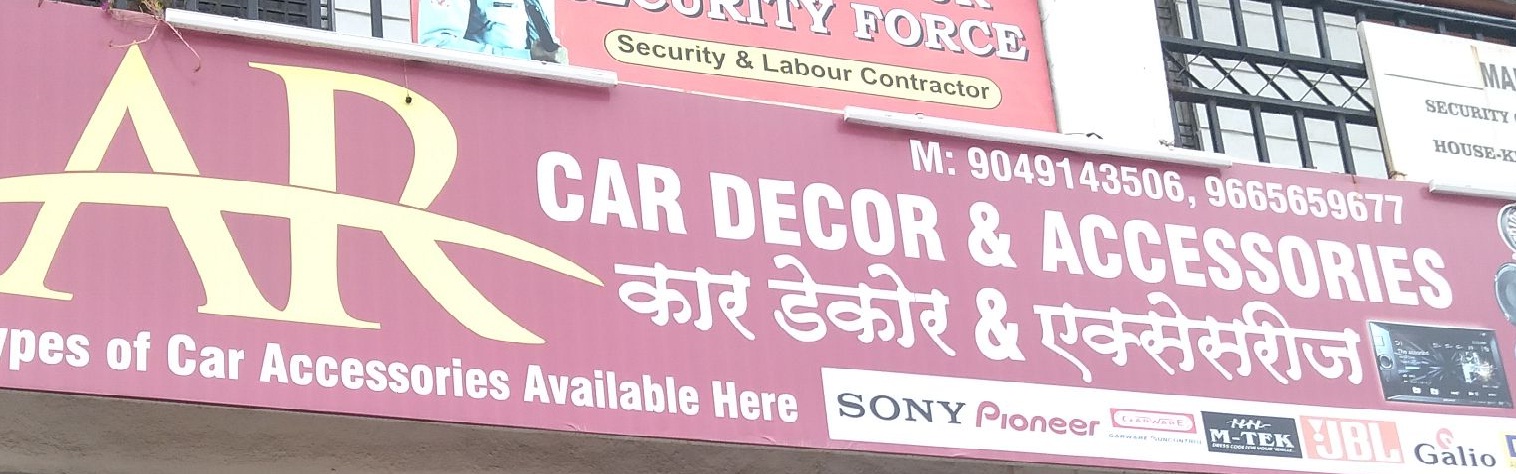 SECURITY FORCE
Security & Labour Contractor
SECURITY
AR
M: 9049143506, 9665659677
CAR DECOR & ACCESSORIES
कार डेकोर & एक्सेसरीज
ypes of Car Accessories Available Here
SONY Pioneer GARWARE M-TEK JBL Galio